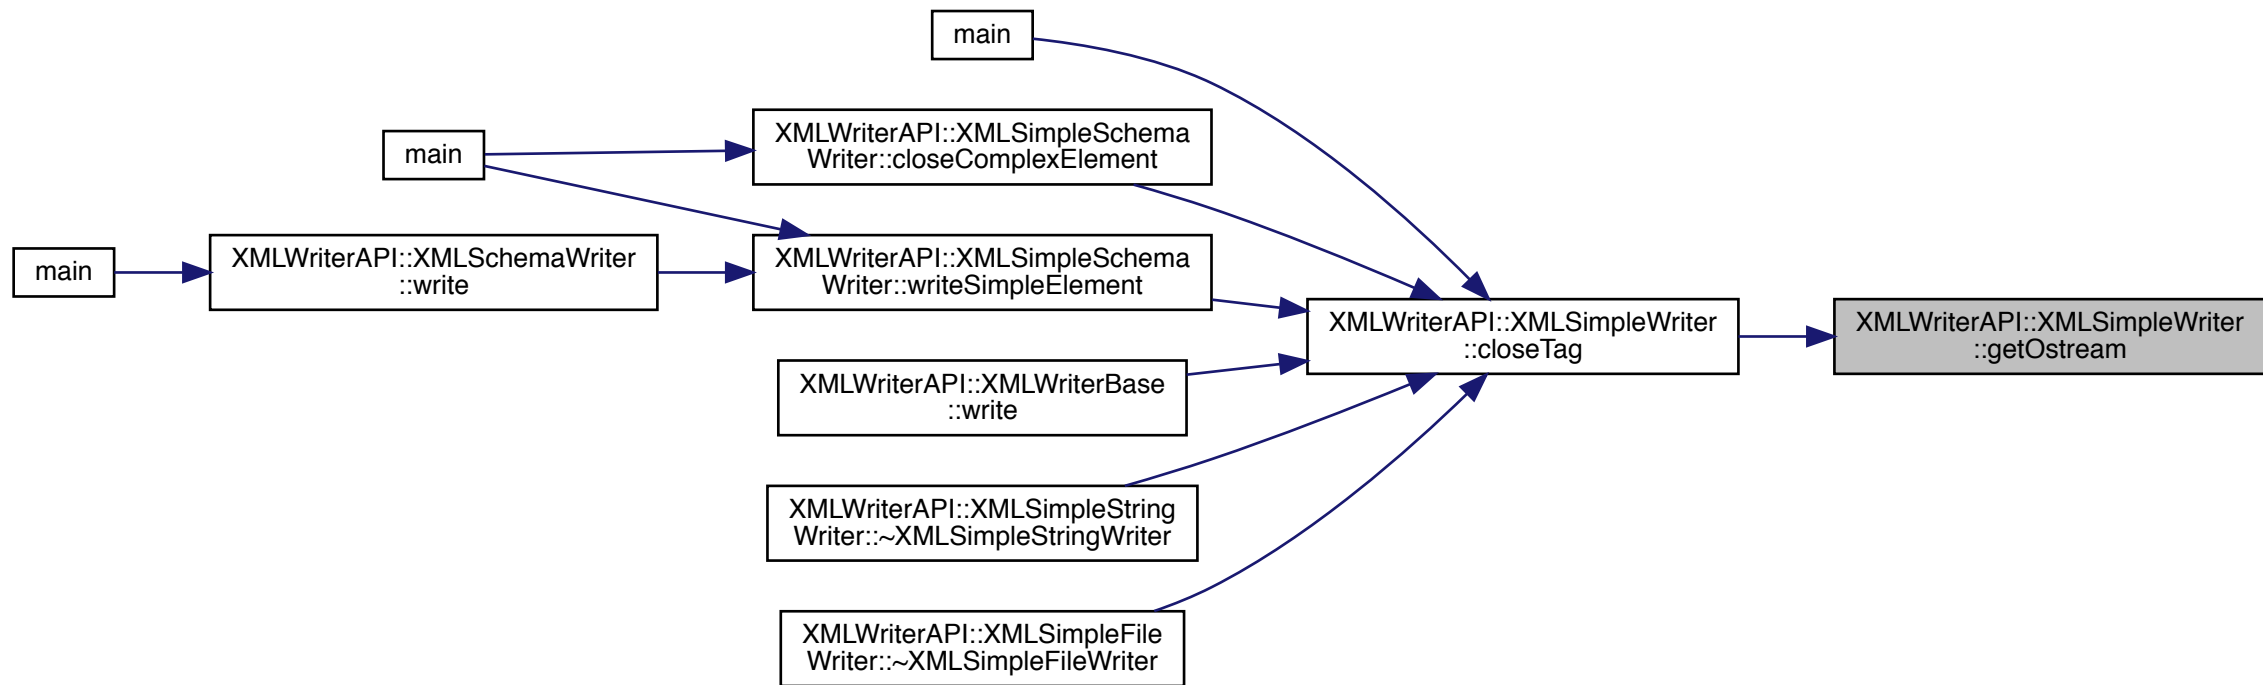 main
XMLWriterAPI::XMLSimpleSchema
Writer::closeComplexElement
main
XMLWriterAPI::XMLSchemaWriter
::write
main
XMLWriterAPI::XMLSimpleSchema
Writer::writeSimpleElement
XMLWriterAPI::XMLSimpleWriter
::closeTag
XMLWriterAPI::XMLSimpleWriter
::getOstream
XMLWriterAPI::XMLWriterBase
::write
XMLWriterAPI::XMLSimpleString
Writer::~XMLSimpleStringWriter
XMLWriterAPI::XMLSimpleFile
Writer::~XMLSimpleFileWriter